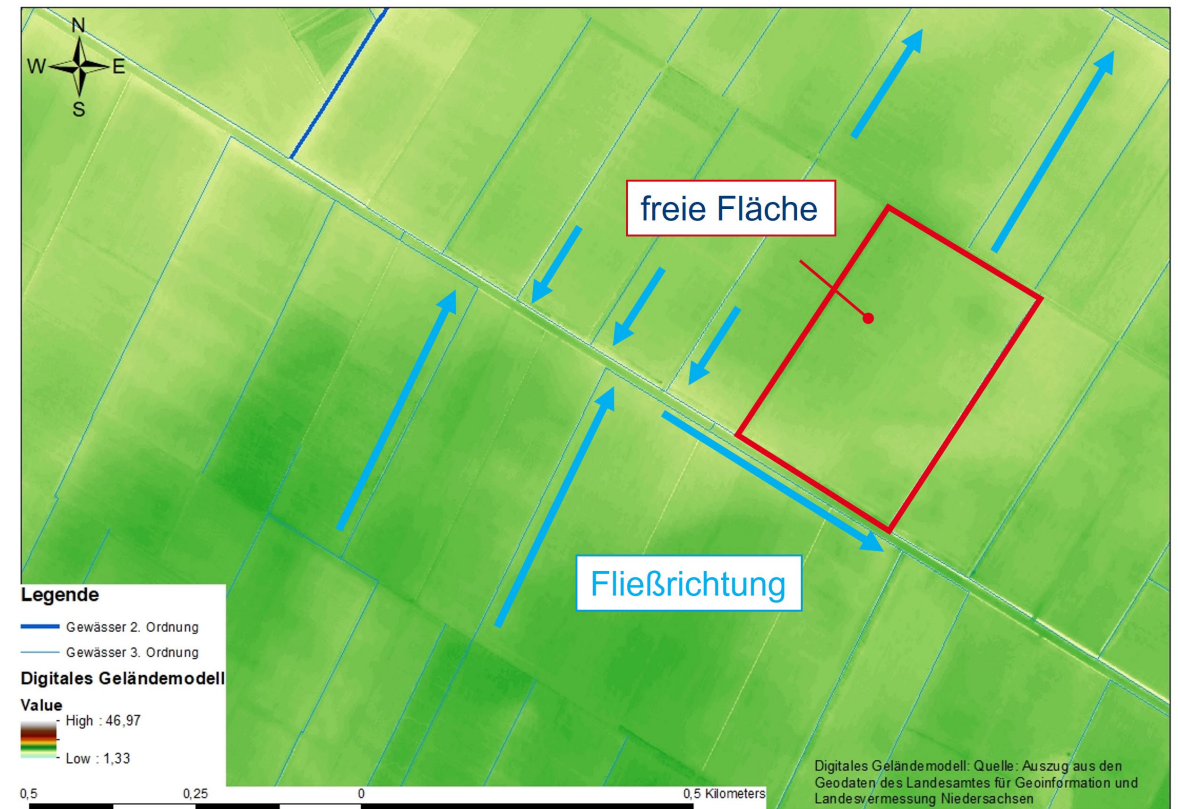 N
W E
S
freie Fläche
Fließrichtung
Legende
Gewässer 2. Ordnung
Gewässer 3. Ordnung
Digitales Geländemodell
Value
High : 46,97
Low : 1,33
0,5 0,25 0 0,5 Kilometers
Digitales Geländemodell: Quelle: Auszug aus den
Geodaten des Landesamtes für Geoinformation und
Landesvermessung Niedersachsen